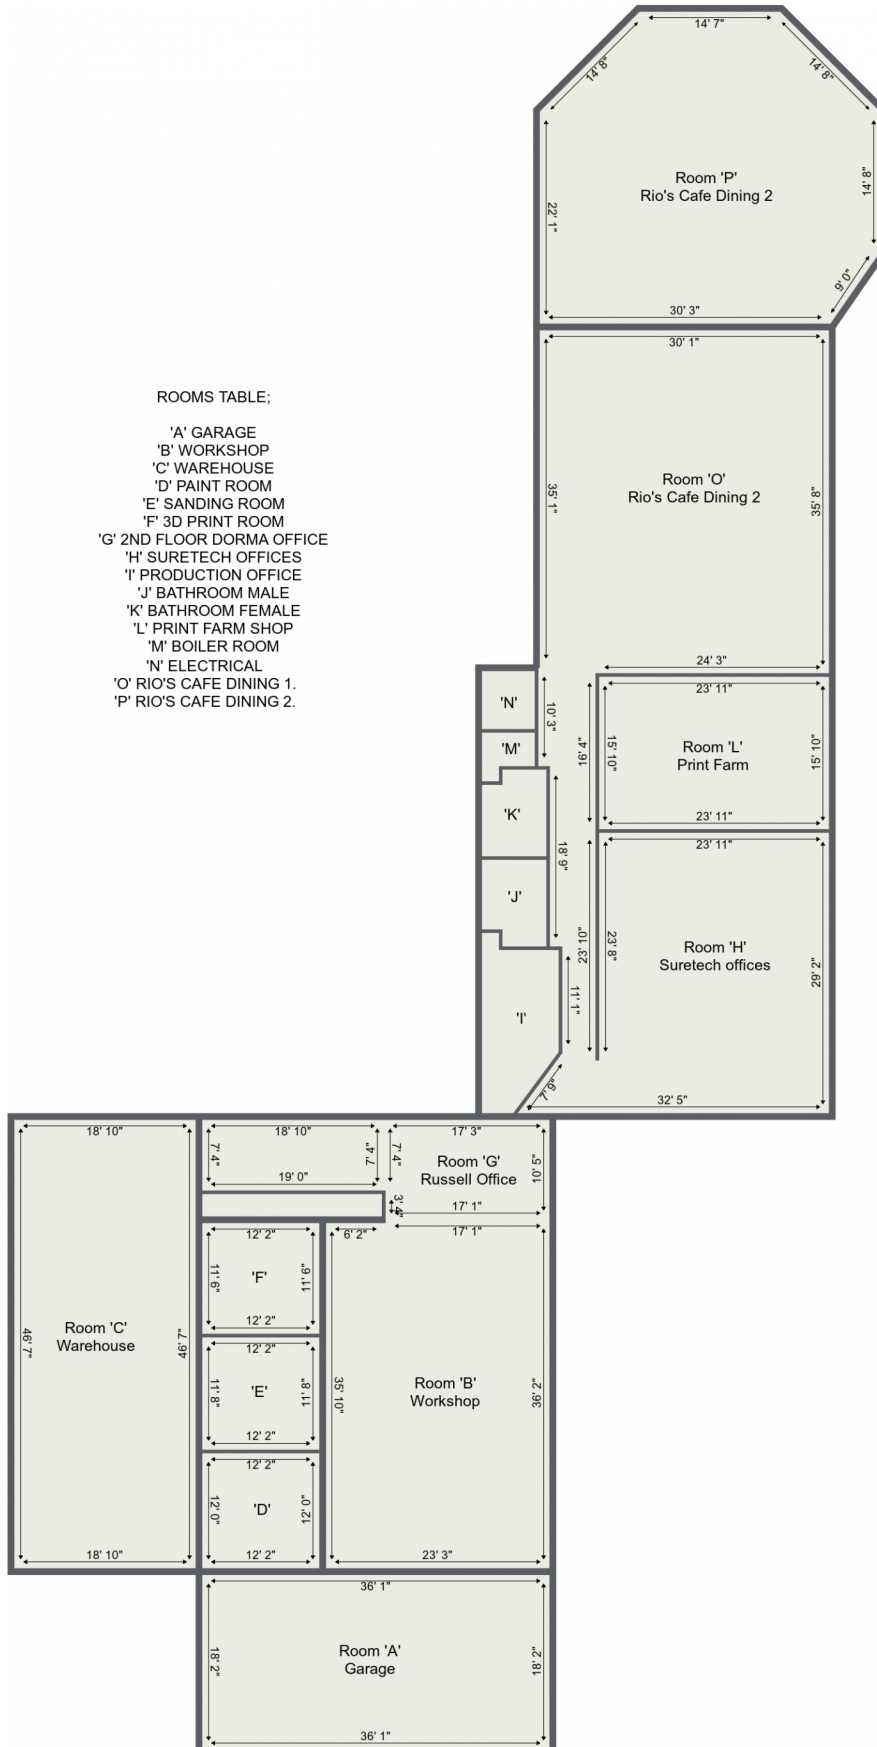 14' 7"
14' 8"
14' 8"
Room 'P'
Rio's Cafe Dining 2
14' 8"
22' 1"
9' 0"
30' 3"
30' 1"
ROOMS TABLE;
'A' GARAGE
'B' WORKSHOP
'C' WAREHOUSE
'D' PAINT ROOM
'E' SANDING ROOM
'F' 3D PRINT ROOM
'G' 2ND FLOOR DORMA OFFICE
'H' SURETECH OFFICES
'I' PRODUCTION OFFICE
'J' BATHROOM MALE
'K' BATHROOM FEMALE
'L' PRINT FARM SHOP
'M' BOILER ROOM
'N' ELECTRICAL
'O' RIO'S CAFE DINING 1.
'P' RIO'S CAFE DINING 2.
Room 'O'
Rio's Cafe Dining 2
35' 1"
35' 8"
24' 3"
23' 11"
'N'
10' 3"
'M'
16' 4"
15' 10"
Room 'L'
Print Farm
15' 10"
'K'
23' 11"
23' 11"
18' 9"
'J'
23' 10"
23' 8"
Room 'H'
Suretech offices
29' 2"
'I'
11' 1"
7' 9"
32' 5"
18' 10"
18' 10"
17' 3"
7' 4"
7' 4"
7' 4"
Room 'G'
Russell Office
10' 5"
19' 0"
3' 4"
17' 1"
12' 2"
6' 2"
17' 1"
11' 6"
'F'
11' 6"
12' 2"
46' 7"
Room 'C'
Warehouse
46' 7"
12' 2"
11' 8"
'E'
11' 8"
35' 10"
Room 'B'
Workshop
36' 2"
12' 2"
12' 2"
12' 0"
'D'
12' 0"
18' 10"
12' 2"
23' 3"
36' 1"
18' 2"
Room 'A'
Garage
18' 2"
36' 1"